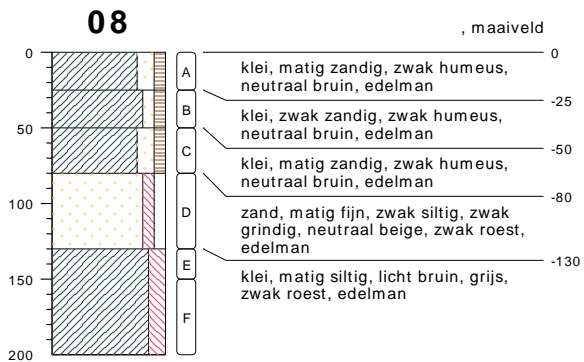 08
, maaiveld
0
50
100
150
200
A
B
C
D
E
F
0
klei, matig zandig, zwak humeus,
neutraal bruin, edelman
-25
klei, zwak zandig, zwak humeus,
neutraal bruin, edelman
-50
klei, matig zandig, zwak humeus,
neutraal bruin, edelman
-80
zand, matig fijn, zwak siltig, zwak
grindig, neutraal beige, zwak roest,
edelman
-130
klei, matig siltig, licht bruin, grijs,
zwak roest, edelman